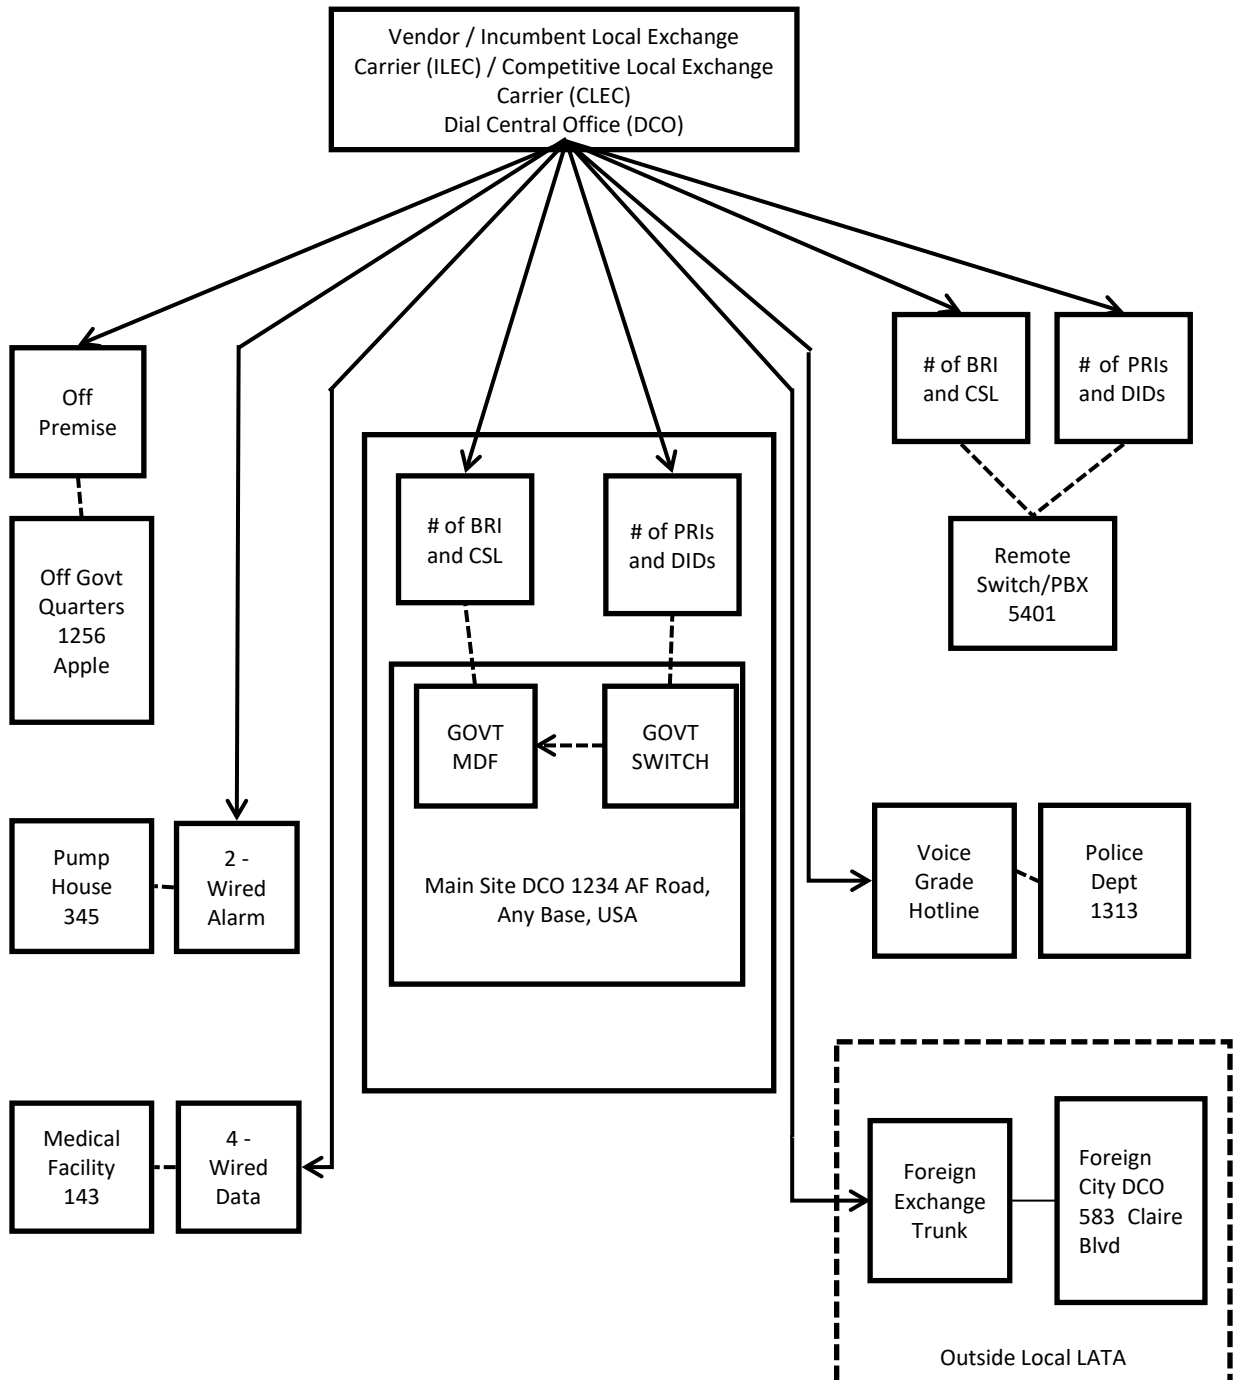 Vendor / Incumbent Local Exchange
Carrier (ILEC) / Competitive Local Exchange
Carrier (CLEC)
Dial Central Office (DCO)
Off
Premise
# of BRI
and CSL
# of PRIs
and DIDs
# of BRI
and CSL
# of PRIs
and DIDs
Off Govt
Quarters
1256
Apple
Remote
Switch/PBX
5401
GOVT
MDF
GOVT
SWITCH
Main Site DCO 1234 AF Road,
Any Base, USA
Pump
House
345
2 -
Wired
Alarm
Voice
Grade
Hotline
Police
Dept
1313
Medical
Facility
143
4 -
Wired
Data
Foreign
Exchange
Trunk
Foreign
City DCO
583 Claire
Blvd
Outside Local LATA